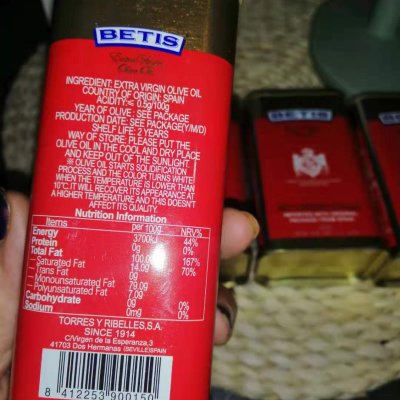 BETIS
Extra Virgin
Olive Oil
INGREDIENT: EXTRA VIRGIN OLIVE OIL
COUNTRY OF ORIGIN: SPAIN
ACIDITY:≤ 0.5g/100g
YEAR OF OLIVE : SEE PACKAGE
PRODUCTION DATE: SEE PACKAGE(Y/M/D)
SHELF LIFE: 2 YEARS
WAY OF STORE: PLEASE PUT THE
OLIVE OIL IN THE COOL AND DRY PLACE
AND KEEP OUT OF THE SUNLIGHT.
※ OLIVE OIL STARTS SOLIDIFICATION
PROCESS AND THE COLOR TURNS WHITE
WHEN THE TEMPERATURE IS LOWER THAN
10℃.IT WILL RECOVER ITS APPEARANCE AT
A HIGHER TEMPERATURE AND THIS DOESN'T
AFFECT ITS QUALITY.
Nutrition Information
Items per 100g NRV%
Energy 3700kJ 44%
Protein 0g 0%
Total Fat 100.0g 167%
-Saturated Fat 14.0g 70%
-Trans Fat 0g
-Monounsaturated Fat 79.0g
-Polyunsaturated Fat 7.0g
Carbohydrate 0g 0%
Sodium 0mg 0%
TORRES Y RIBELLES,S.A.
SINCE 1914
C/Virgen de la Esperanza,3
41703 Dos Hermanas (SEVILLE)SPAIN
8 412253 900150
BETIS
BE